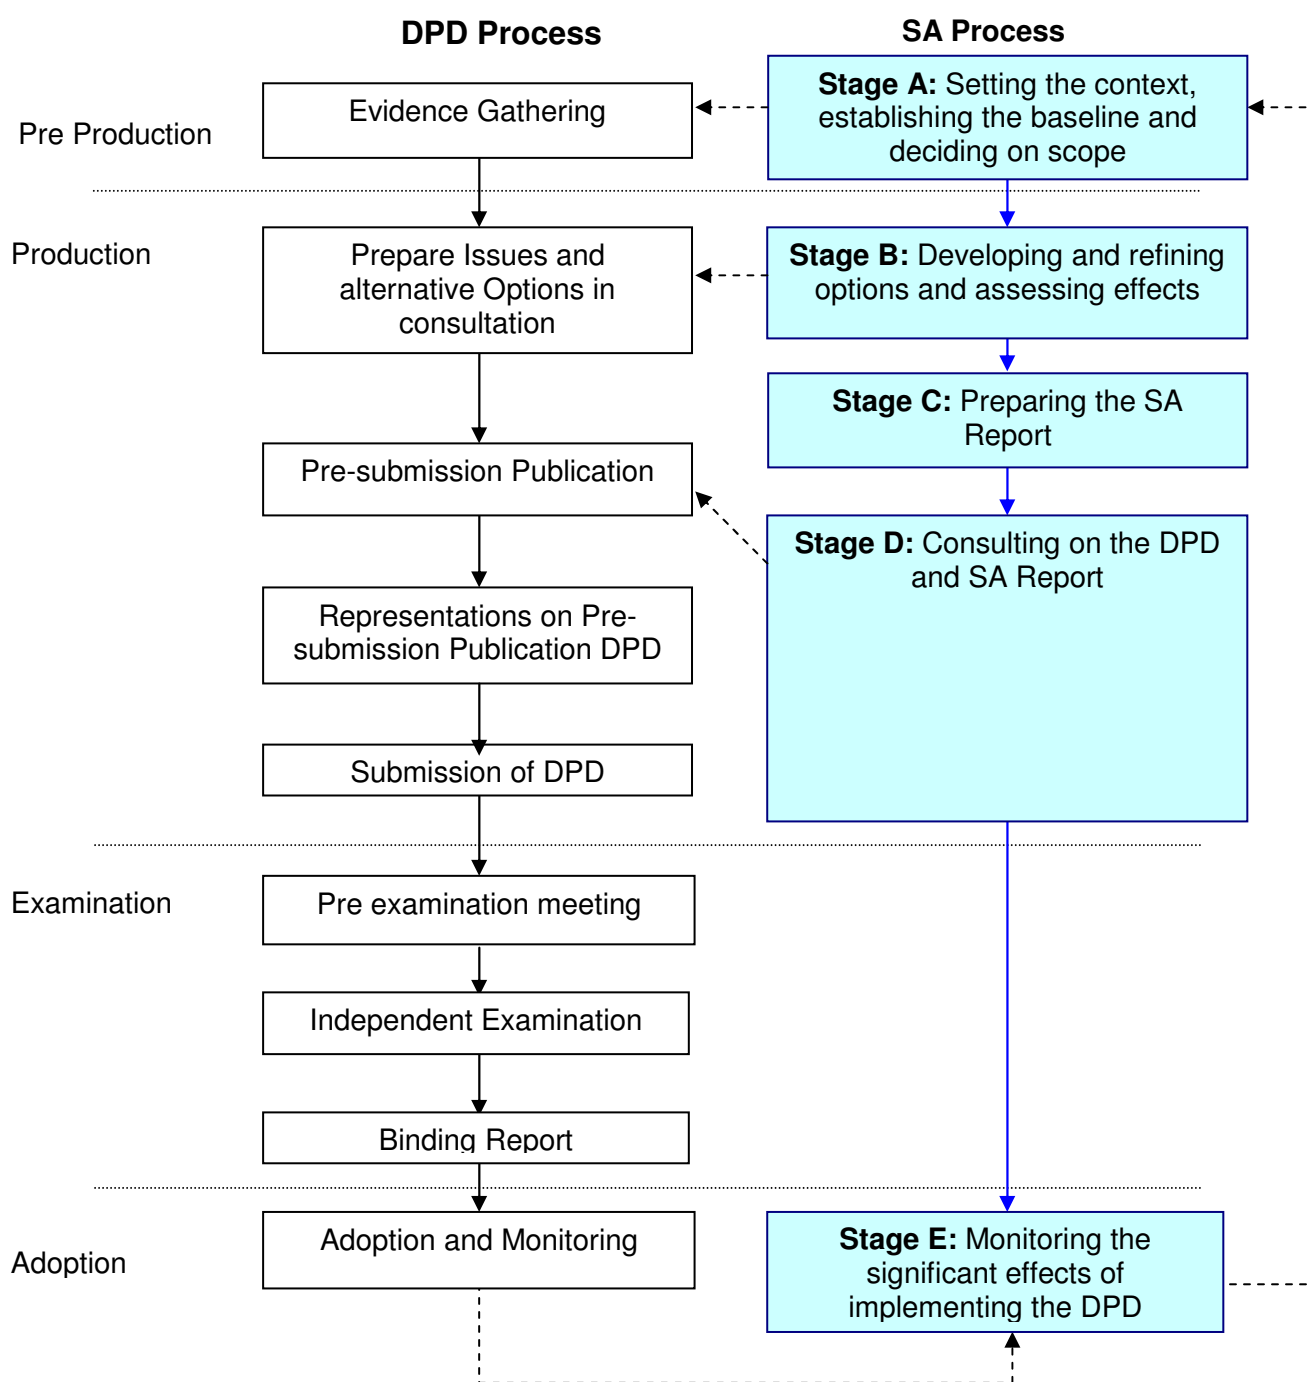 DPD Process
SA Process
Pre Production
Evidence Gathering
Stage A: Setting the context,
establishing the baseline and
deciding on scope
Production
Prepare Issues and
alternative Options in
consultation
Stage B: Developing and refining
options and assessing effects
Stage C: Preparing the SA
Report
Pre-submission Publication
Stage D: Consulting on the DPD
and SA Report
Representations on Pre-
submission Publication DPD
Submission of DPD
Examination
Pre examination meeting
Independent Examination
Binding Report
Adoption
Adoption and Monitoring
Stage E: Monitoring the
significant effects of
implementing the DPD